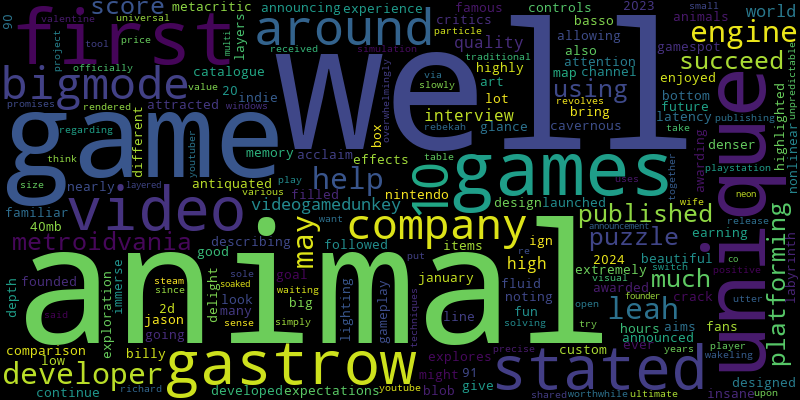 90 score metacritic announcing experience controls 2023 small
valentine universal famous basso animals world
first around critics allowing
project price layers particle also gamespot engine
tool quality channel attention succeed
officially multi received traditional map
bigmode catalogue highly art using enjoyed
promises rendered value 20 via simulation bottom
attracted windows indie slowly lot bring future unpredictable
regarding youtuber interview revolves latency publishing
game well rebekah glance cavernous take
different box overwhelmingly denser highlighted
think memory acclaim effects table
size layered antiquated help games together playstation
nearly various play 10 uses awarding nonlinear
familiar filled nintendo design launched neon
40mb video videogamedunkey wife unique
metroidvania may company published release
describing want announcement earning
founded good followed items ign puzzle switch co
depth said steam sole goal featured 2024 beautiful positive
exploration immerse since soaked waiting january high extremely much visual
animal delight big put noting fluid crack platforming labyrinth
2d look lighting gameplay re awarded founder utter
jason many line fun open leah
going sense techniques solving try hours aims fans
comparison billy simply explores precise custom ever announced player
low gastrow might years wakeling
developer 91 stated designed
continue richard developed expectations youtube blob give shared worthwhile ultimate insane upon